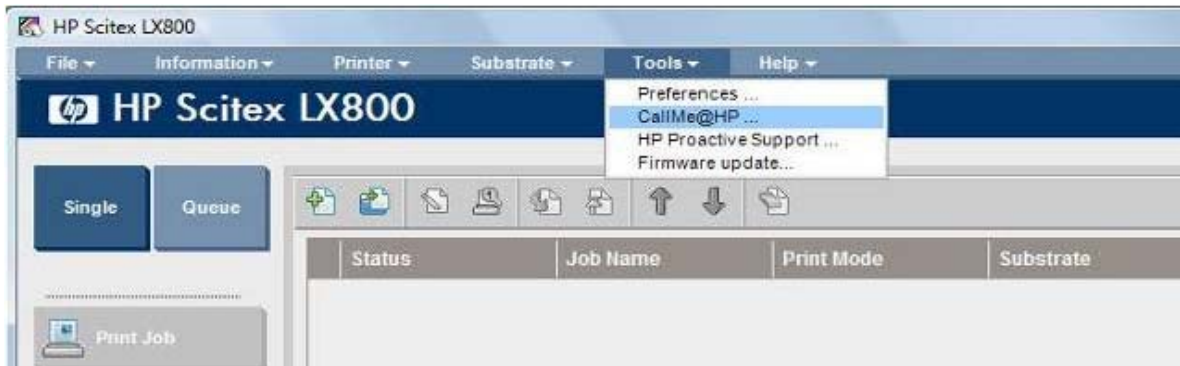 HP Scitex LX800
File Information Printer Substrate Tools Help
hp HP Scitex LX800
Preferences ...
CallMe@HP ...
HP Proactive Support ...
Firmware update...
Single Queue
Status Job Name Print Mode Substrate
Print Job